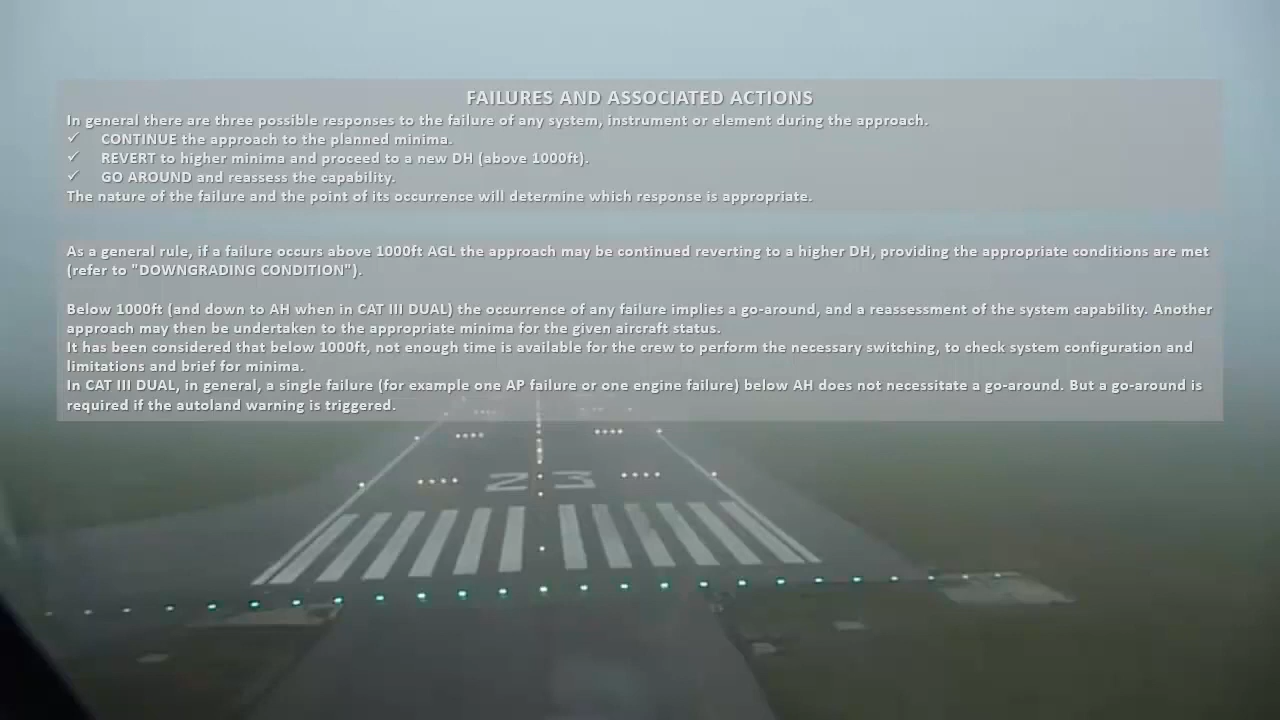 FAILURES AND ASSOCIATED ACTIONS
In general there are three possible responses to the failure of any system, instrument or element during the approach.
✓ CONTINUE the approach to the planned minima.
✓ REVERT to higher minima and proceed to a new DH (above 1000ft).
✓ GO AROUND and reassess the capability.
The nature of the failure and the point of its occurrence will determine which response is appropriate.
As a general rule, if a failure occurs above 1000ft AGL the approach may be continued reverting to a higher DH, providing the appropriate conditions are met
(refer to "DOWNGRADING CONDITION").
Below 1000ft (and down to AH when in CAT III DUAL) the occurrence of any failure implies a go-around, and a reassessment of the system capability. Another
approach may then be undertaken to the appropriate minima for the given aircraft status.
It has been considered that below 1000ft, not enough time is available for the crew to perform the necessary switching, to check system configuration and
limitations and brief for minima.
In CAT III DUAL, in general, a single failure (for example one AP failure or one engine failure) below AH does not necessitate a go-around. But a go-around is
required if the autoland warning is triggered.
23